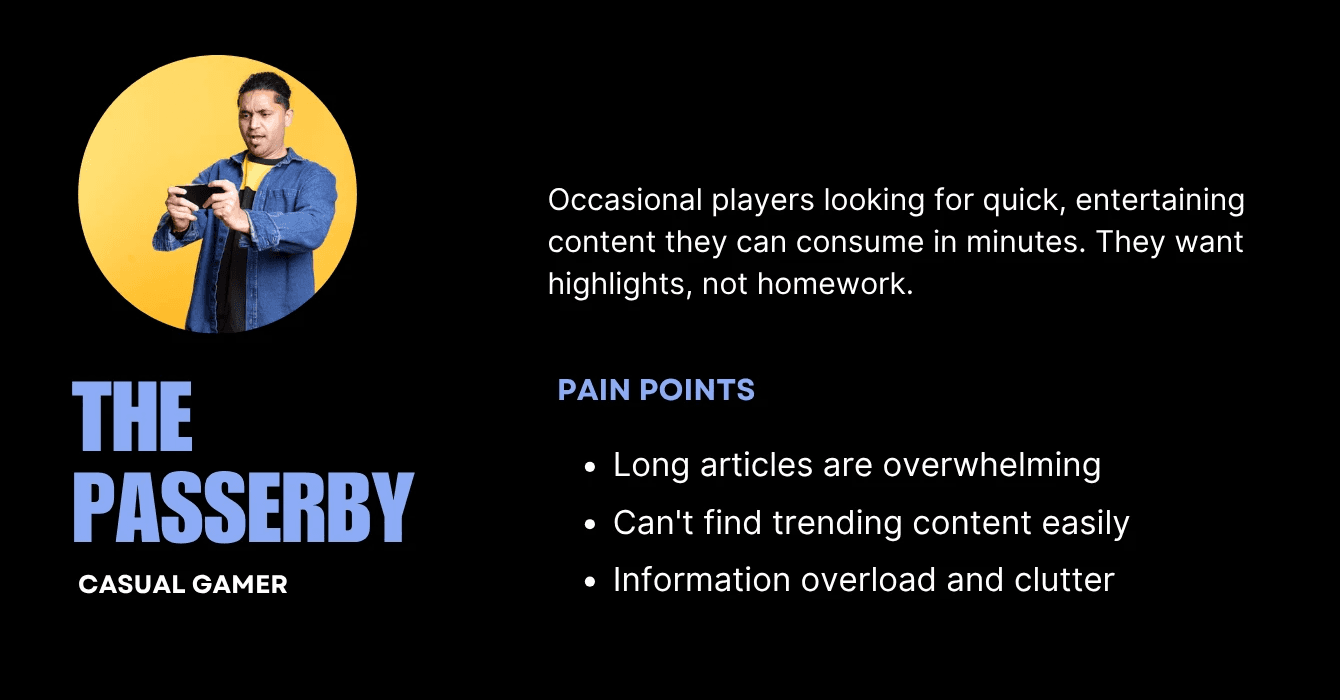 THE
PASSERBY
CASUAL GAMER
Occasional players looking for quick, entertaining
content they can consume in minutes. They want
highlights, not homework.
PAIN POINTS
• Long articles are overwhelming
• Can't find trending content easily
• Information overload and clutter